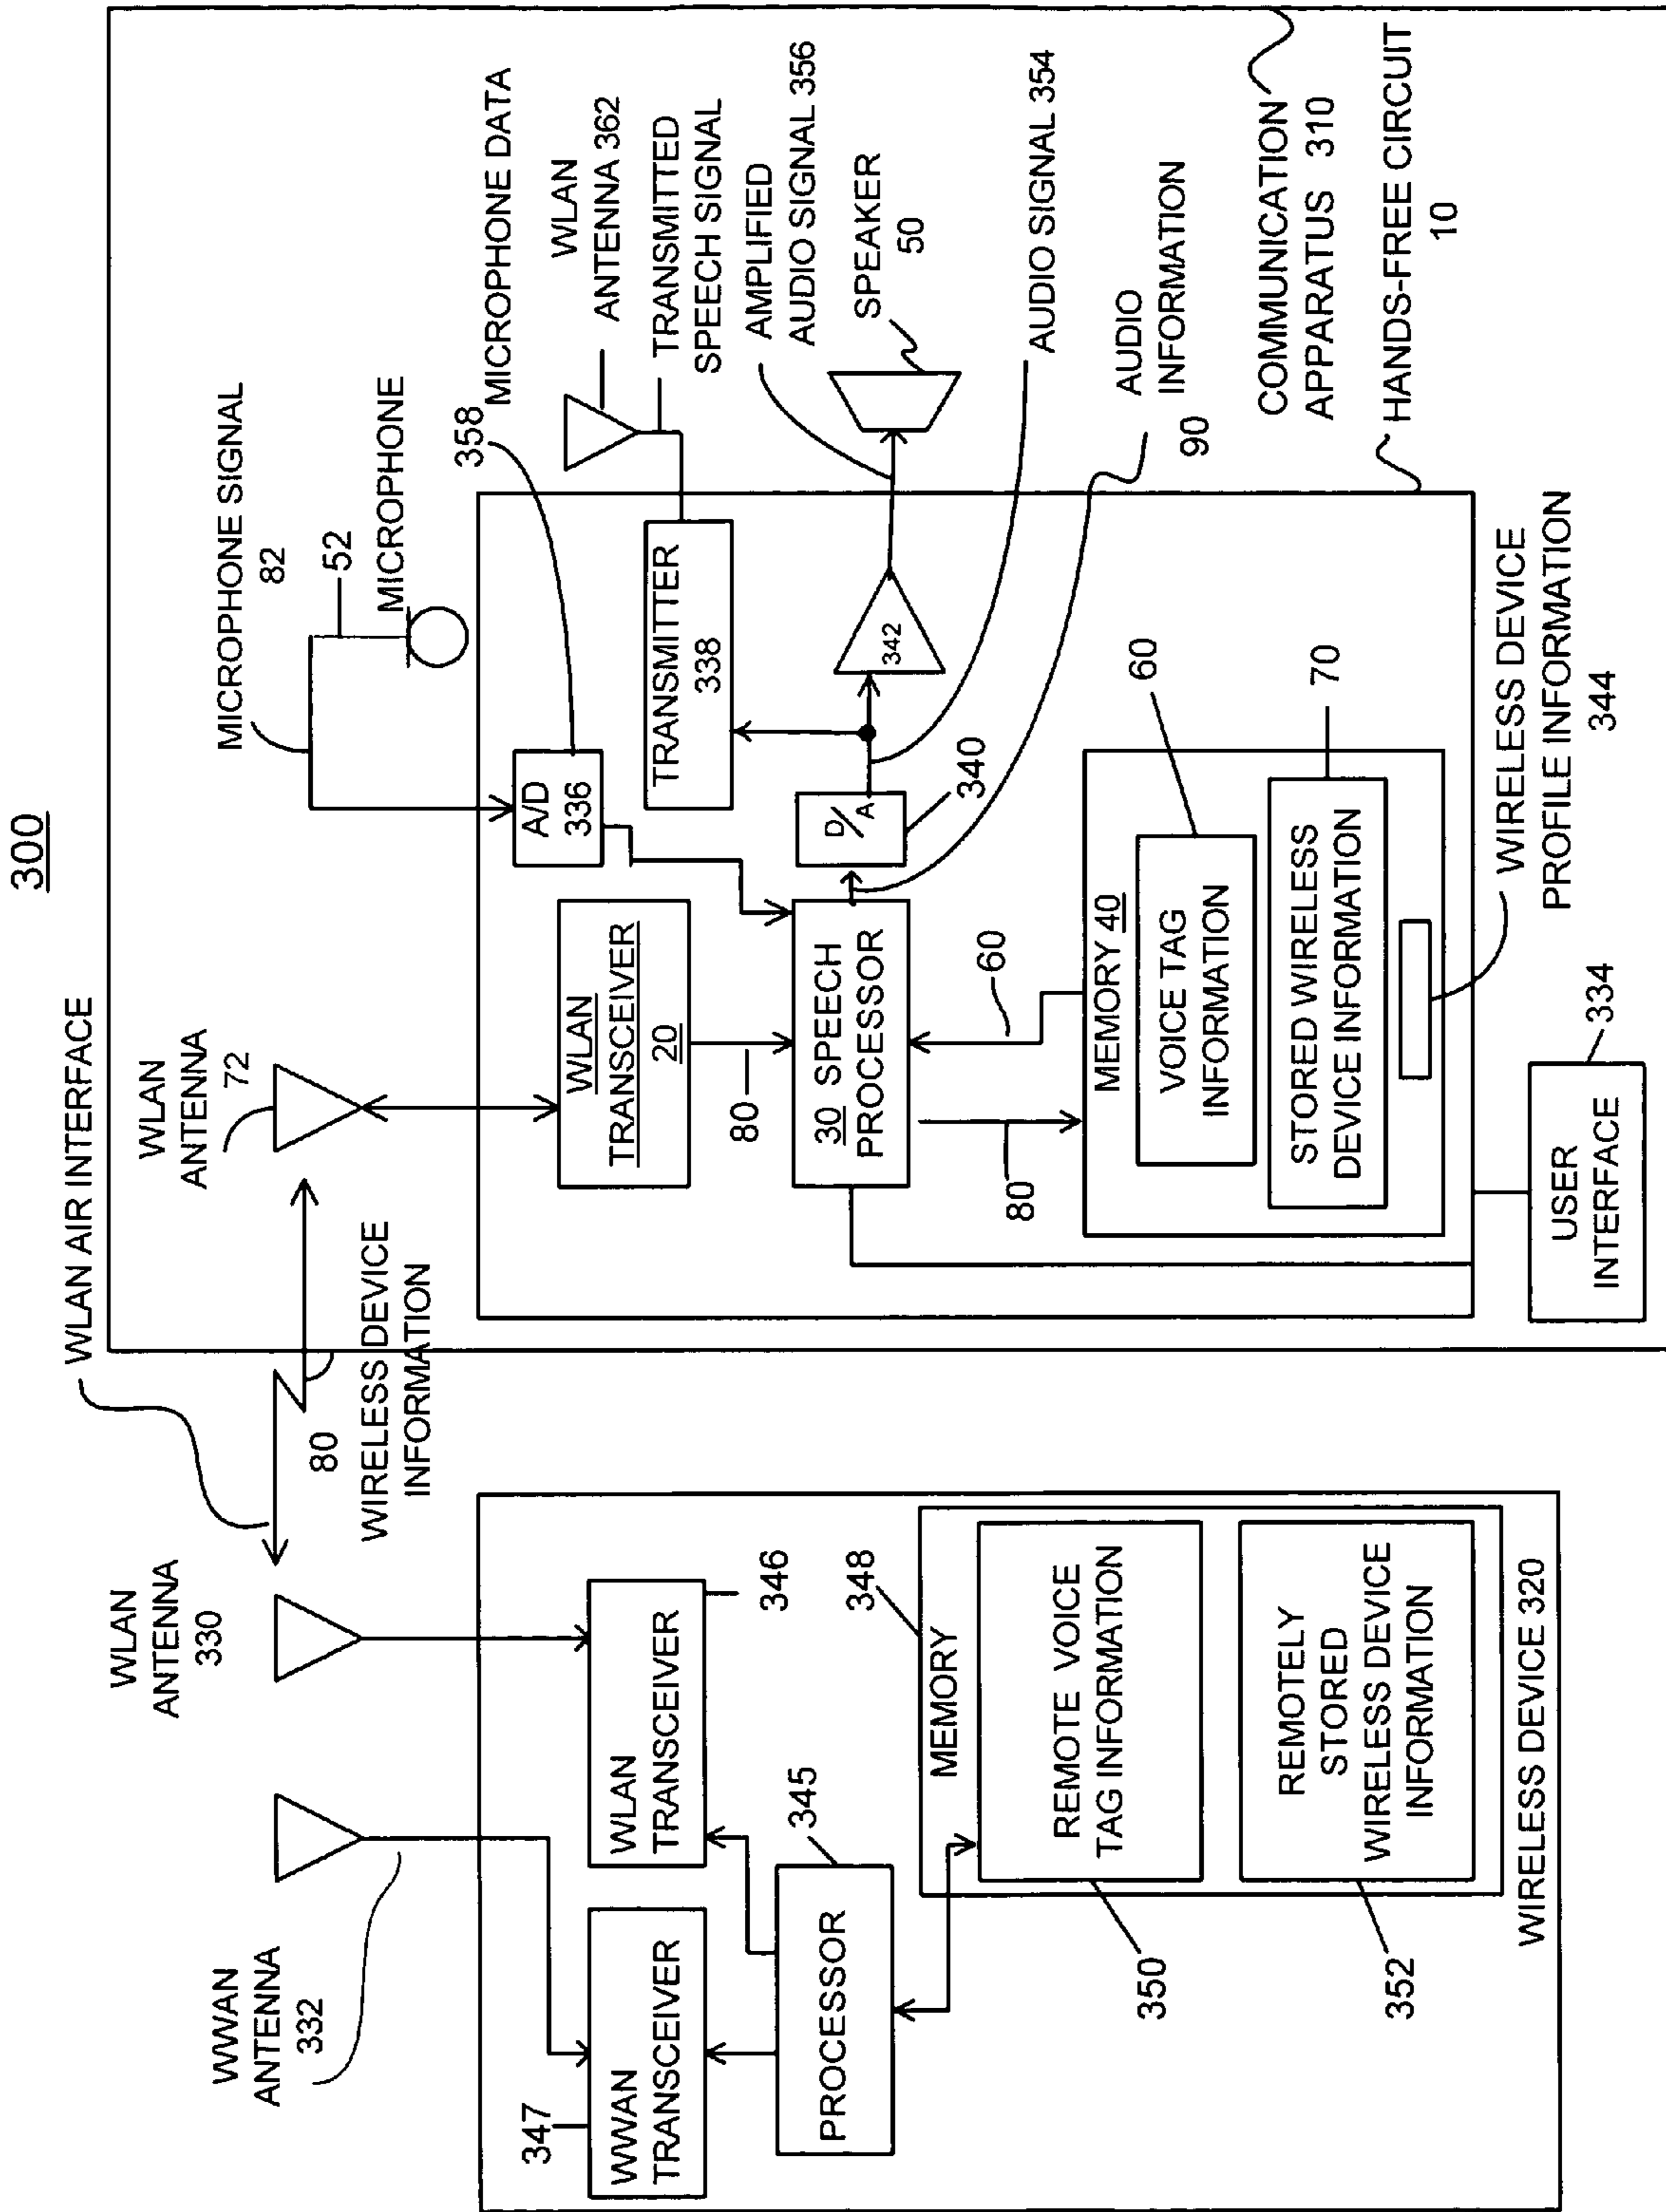 300
WLAN AIR INTERFACE
WWAN
ANTENNA
332
WLAN
ANTENNA
330
80
WIRELESS DEVICE
INFORMATION
347
WWAN
TRANSCEIVER
WLAN
TRANSCEIVER
346
PROCESSOR
345
348
MEMORY
REMOTE VOICE
TAG INFORMATION
350
REMOTELY
STORED
WIRELESS DEVICE
INFORMATION
352
WIRELESS DEVICE 320
WLAN
ANTENNA
72
MICROPHONE SIGNAL
82
52
MICROPHONE
358
MICROPHONE DATA
WLAN
ANTENNA 362
TRANSMITTED
SPEECH SIGNAL
AMPLIFIED
AUDIO SIGNAL 356
SPEAKER
50
AUDIO SIGNAL 354
AUDIO
INFORMATION
90
COMMUNICATION
APPARATUS 310
HANDS-FREE CIRCUIT
10
WLAN
TRANSCEIVER
20
A/D
336
TRANSMITTER
338
80
30 SPEECH
PROCESSOR
D/A
340
342
80
60
MEMORY 40
VOICE TAG
INFORMATION
60
STORED WIRELESS
DEVICE INFORMATION
70
WIRELESS DEVICE
PROFILE INFORMATION
344
USER
INTERFACE
334